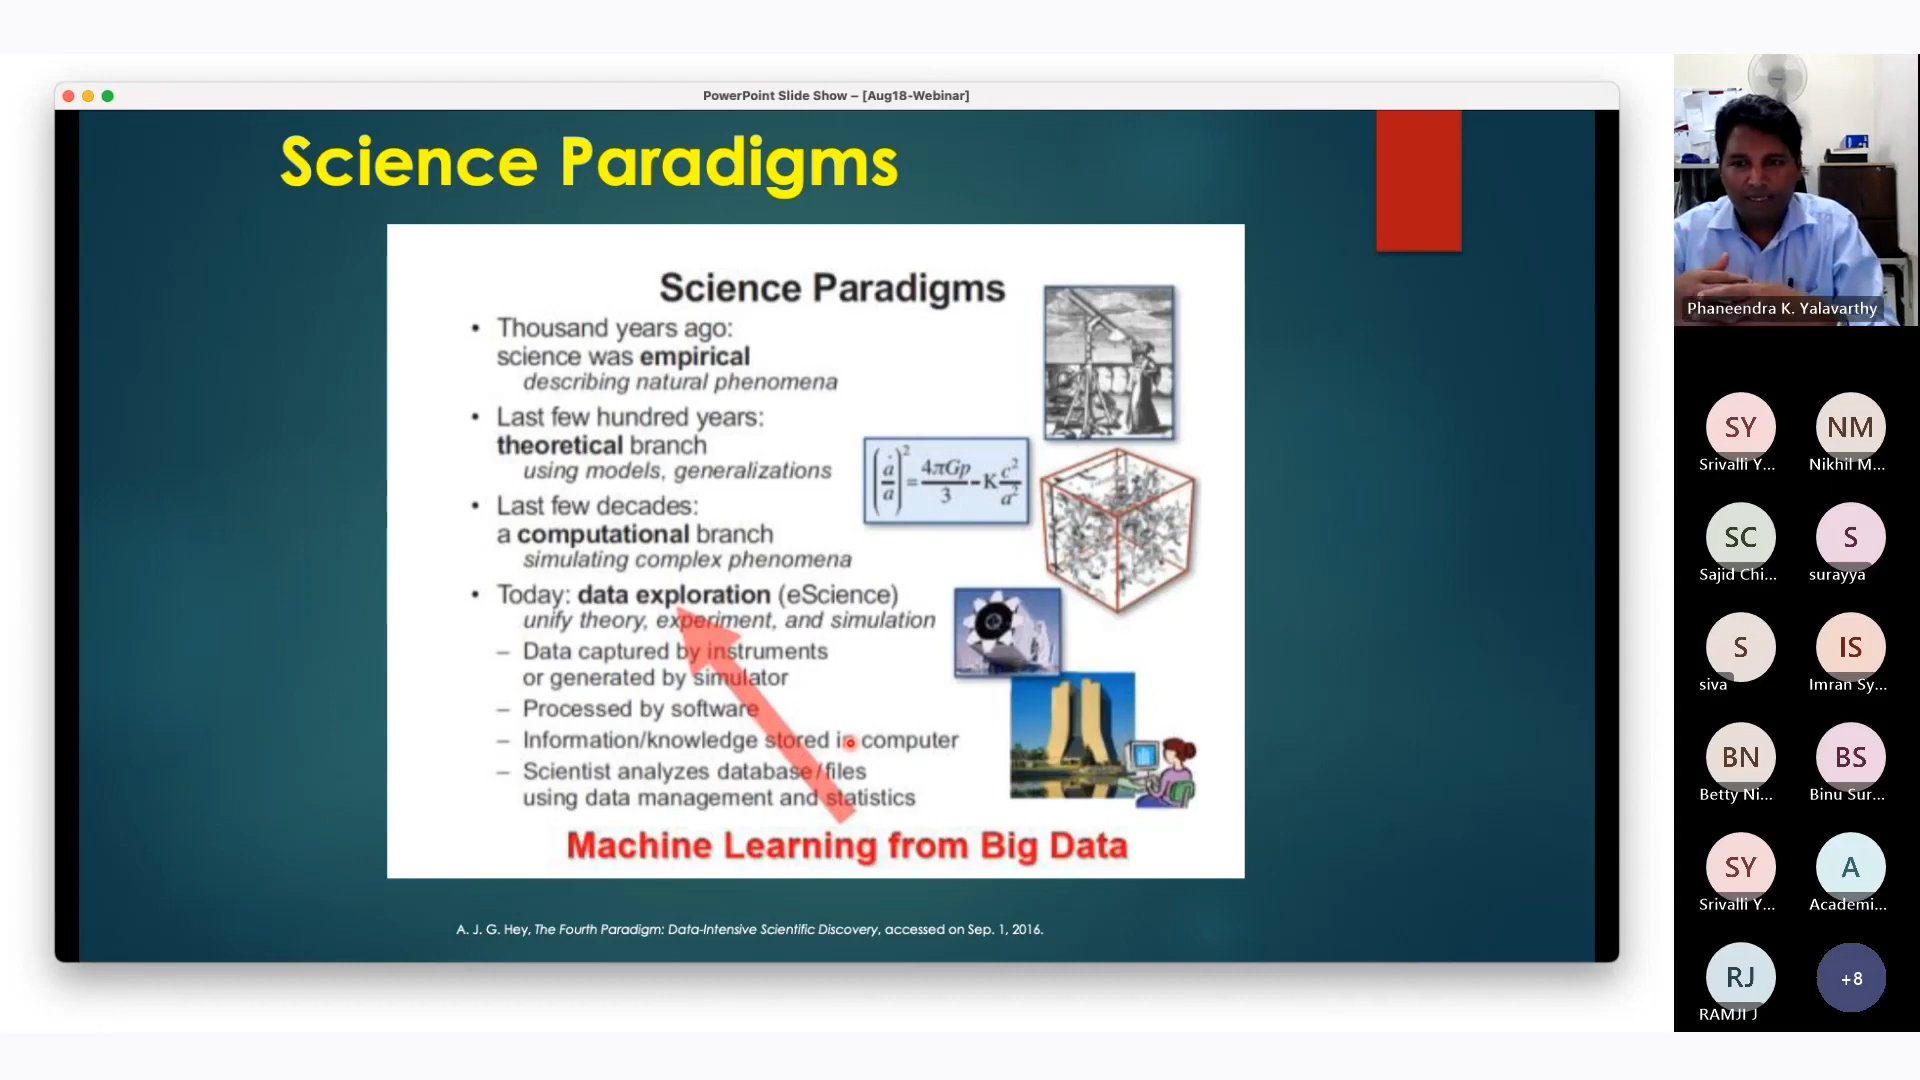 PowerPoint Slide Show – [Aug18-Webinar]
Science Paradigms
Science Paradigms
• Thousand years ago:
science was empirical
describing natural phenomena
• Last few hundred years:
theoretical branch
using models, generalizations
(ȧ/a)² = 4πGp/3 - K c²/a²
• Last few decades:
a computational branch
simulating complex phenomena
• Today: data exploration (eScience)
unify theory, experiment, and simulation
– Data captured by instruments
or generated by simulator
– Processed by software
– Information/knowledge stored in computer
– Scientist analyzes database/files
using data management and statistics
Machine Learning from Big Data
A. J. G. Hey, The Fourth Paradigm: Data-Intensive Scientific Discovery, accessed on Sep. 1, 2016.
Phaneendra K. Yalavarthy
SY NM
Srivalli Y... Nikhil M...
SC S
Sajid Chi... surayya
S IS
siva Imran Sy...
BN BS
Betty Ni... Binu Sur...
SY A
Srivalli Y... Academi...
RJ +8
RAMJI J